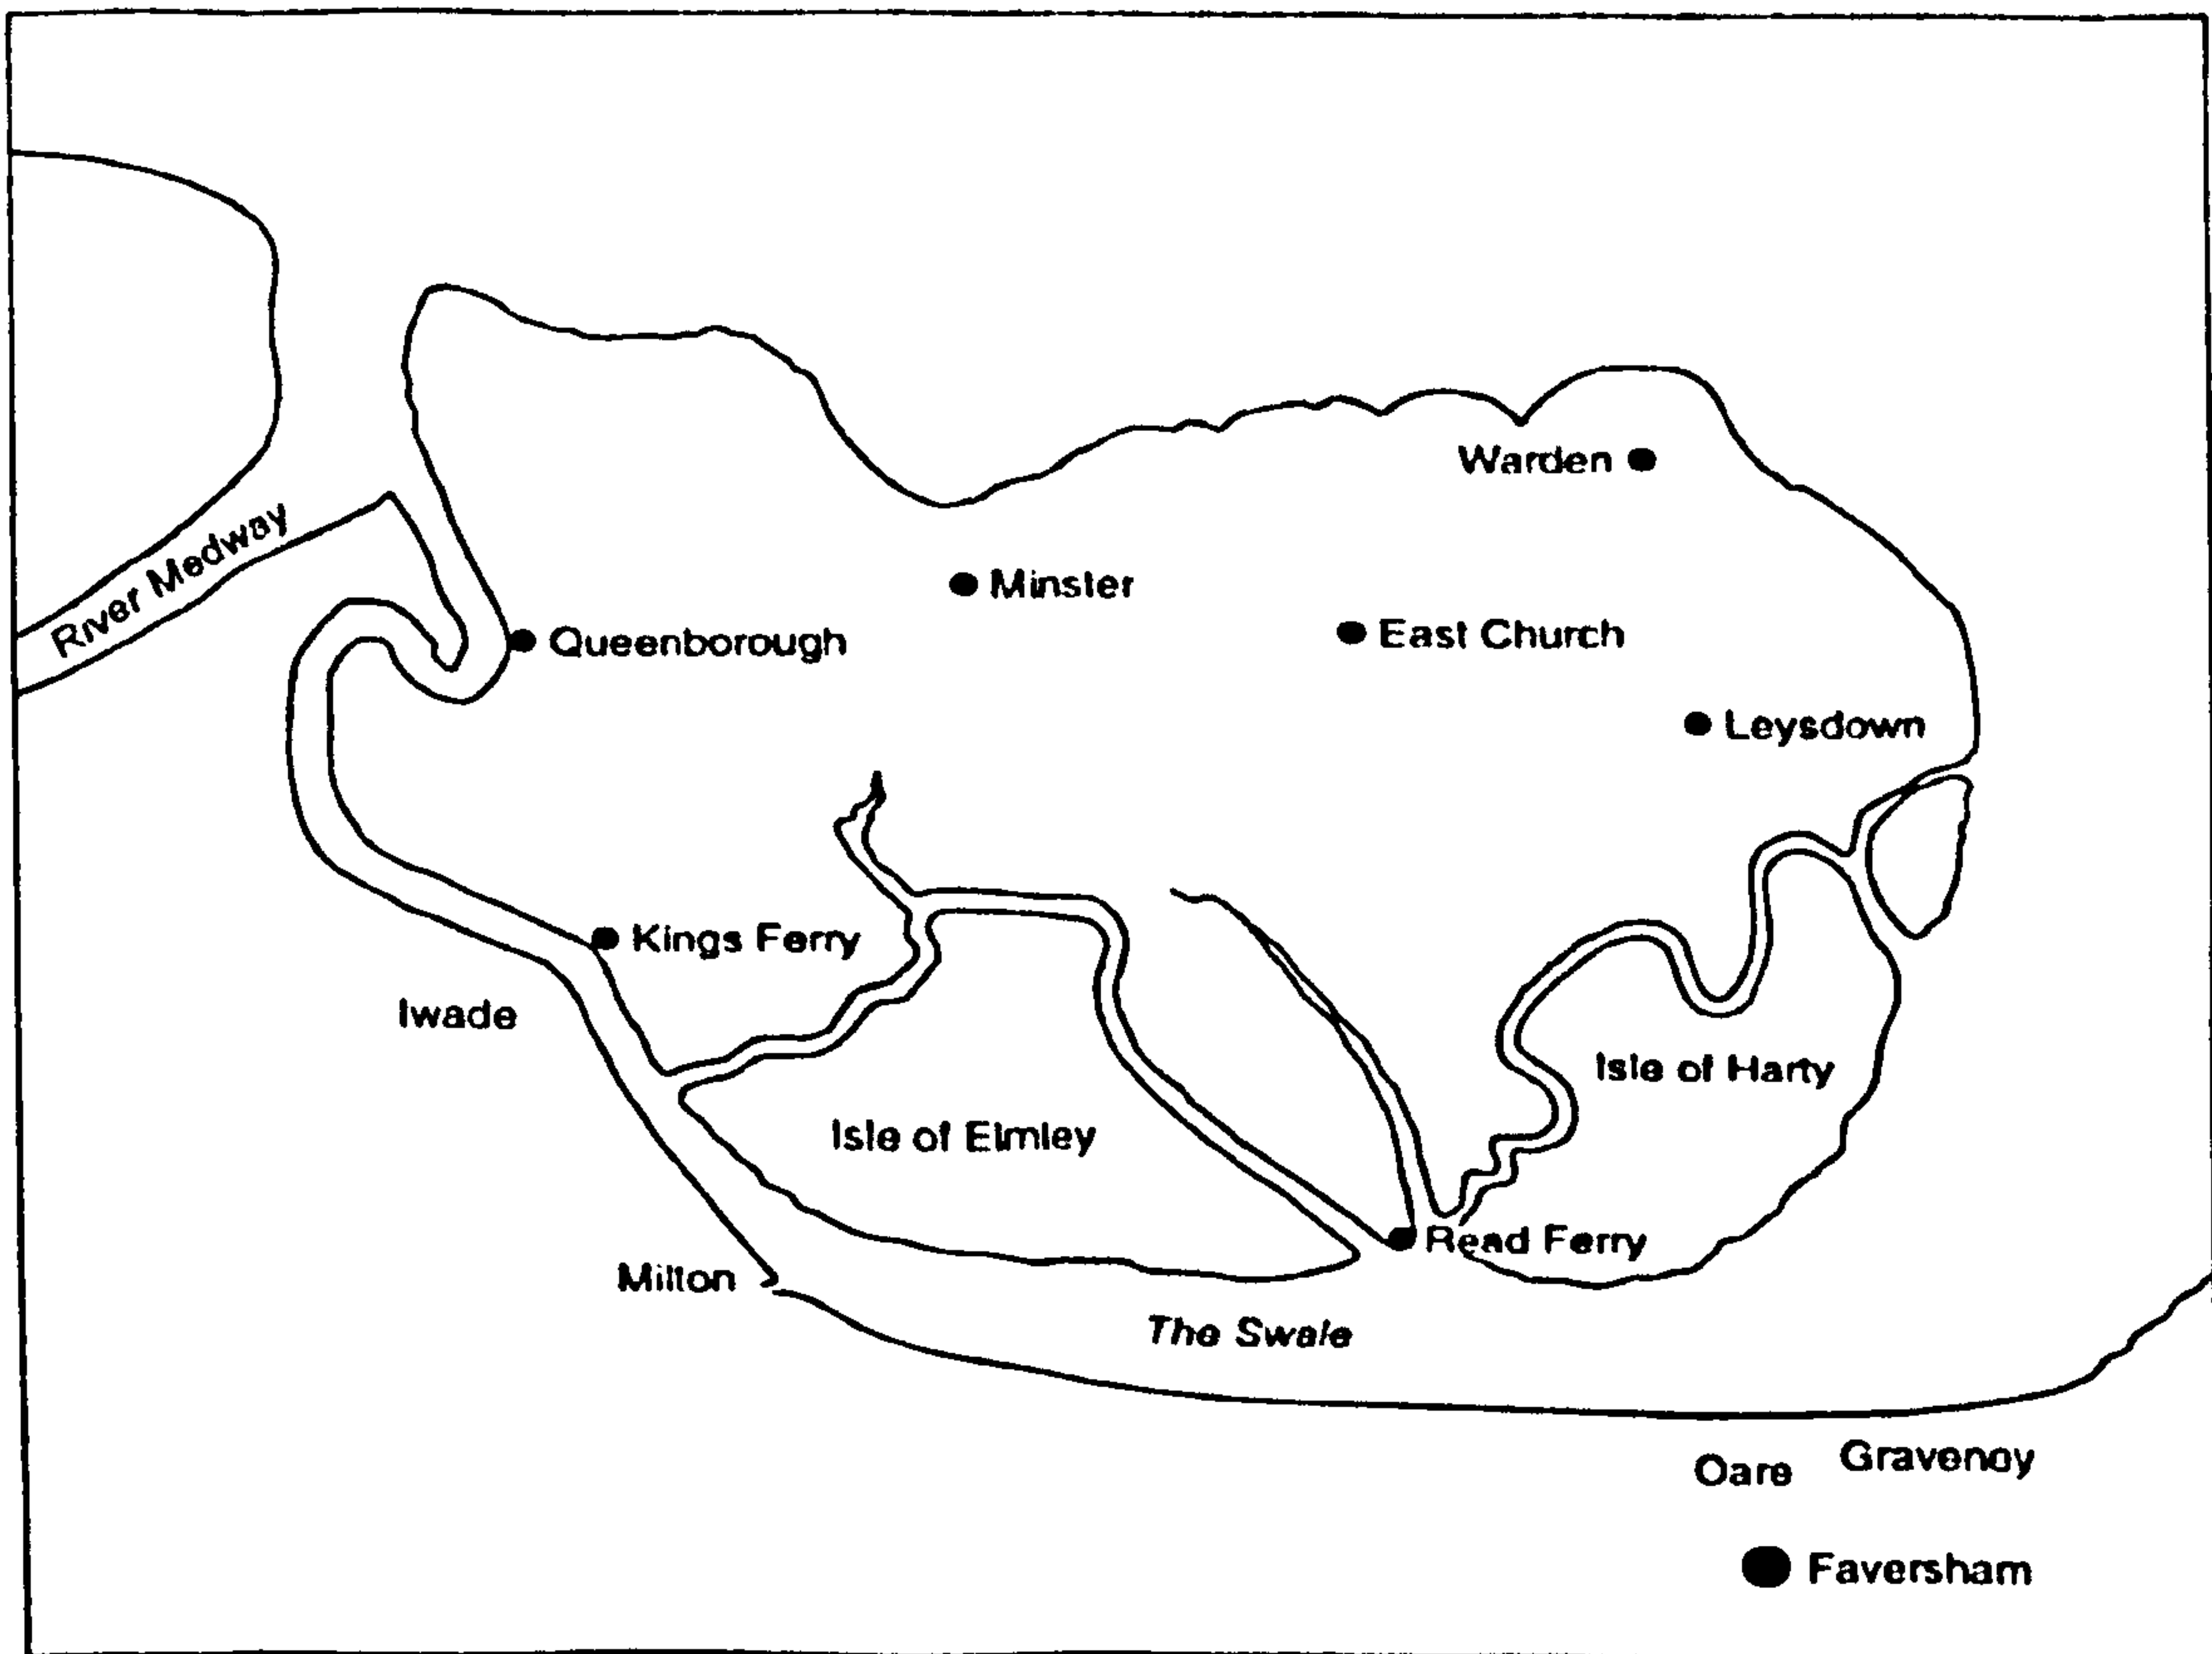 Warden
River Medway
Minster
East Church
Queenborough
Leysdown
Kings Ferry
Iwade
Isle of Harty
Isle of Elmley
Read Ferry
Milton
The Swale
Oare
Graveney
Faversham